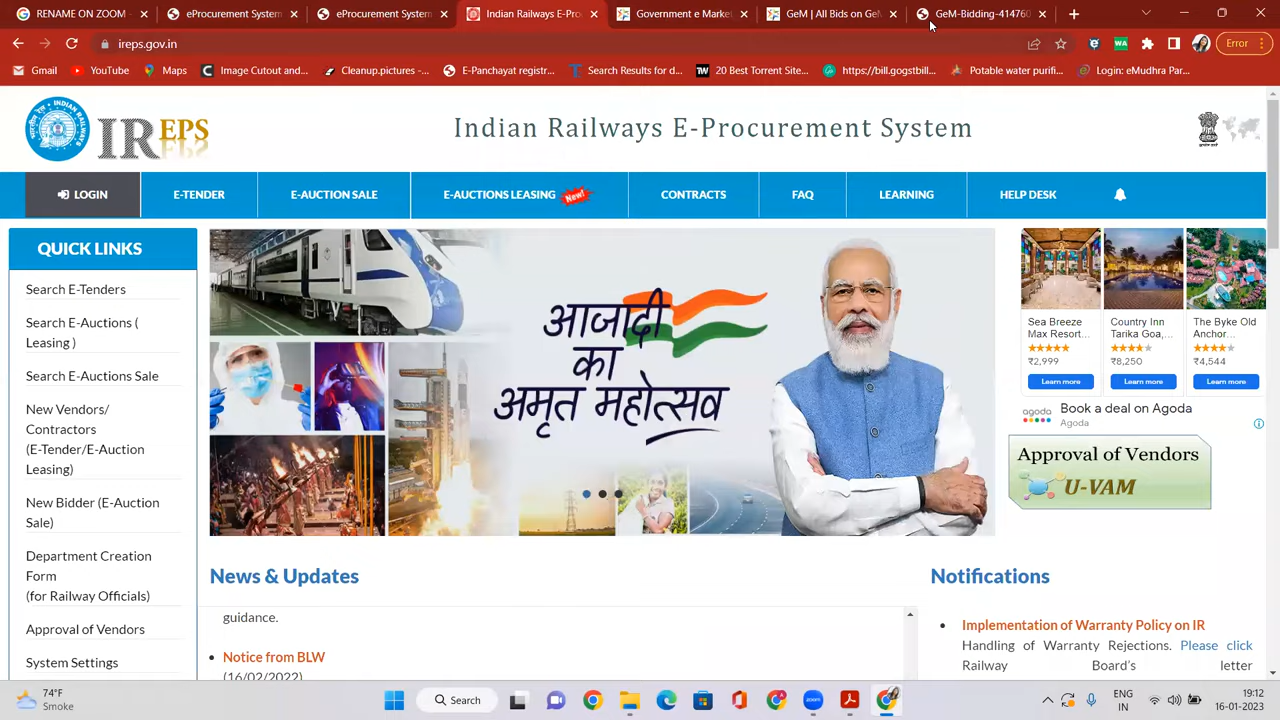 RENAME ON ZOOM -
eProcurement System
eProcurement System
Indian Railways E-Pro
Government e Marke
GeM | All Bids on GeM
GeM-Bidding-414760
ireps.gov.in
Error
Gmail
YouTube
Maps
Image Cutout and...
Cleanup.pictures -...
E-Panchayat registr...
Search Results for d...
20 Best Torrent Site...
https://bill.gogstbill...
Potable water purifi...
Login: eMudhra Par...
IREPS
Indian Railways E-Procurement System
LOGIN
E-TENDER
E-AUCTION SALE
E-AUCTIONS LEASING New!
CONTRACTS
FAQ
LEARNING
HELP DESK
QUICK LINKS
Search E-Tenders
Search E-Auctions (
Leasing )
Search E-Auctions Sale
New Vendors/
Contractors
(E-Tender/E-Auction
Leasing)
New Bidder (E-Auction
Sale)
Department Creation
Form
(for Railway Officials)
Approval of Vendors
System Settings
आज़ादी
का
अमृत महोत्सव
Sea Breeze
Max Resort...
₹2,999
Learn more
Country Inn
Tarika Goa,...
₹8,250
Learn more
The Byke Old
Anchor...
₹4,544
Learn more
agoda
Book a deal on Agoda
Agoda
Approval of Vendors
U-VAM
News & Updates
guidance.
Notice from BLW
(16/02/2022)
Notifications
Implementation of Warranty Policy on IR
Handling of Warranty Rejections. Please click
Railway Board's letter
74°F
Smoke
Search
ENG
IN
19:12
16-01-2023